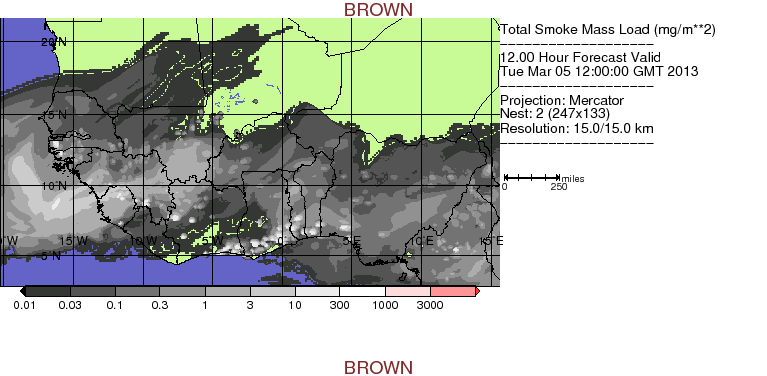 BROWN
Total Smoke Mass Load (mg/m**2)
12.00 Hour Forecast Valid
Tue Mar 05 12:00:00 GMT 2013
Projection: Mercator
Nest: 2 (247x133)
Resolution: 15.0/15.0 km
0 250 miles
20°N
15°N
10°N
°W 15°W 10°W 5°W 5°E 10°E 15°E
5°N
0.01 0.03 0.1 0.3 1 3 10 300 1000 3000
BROWN